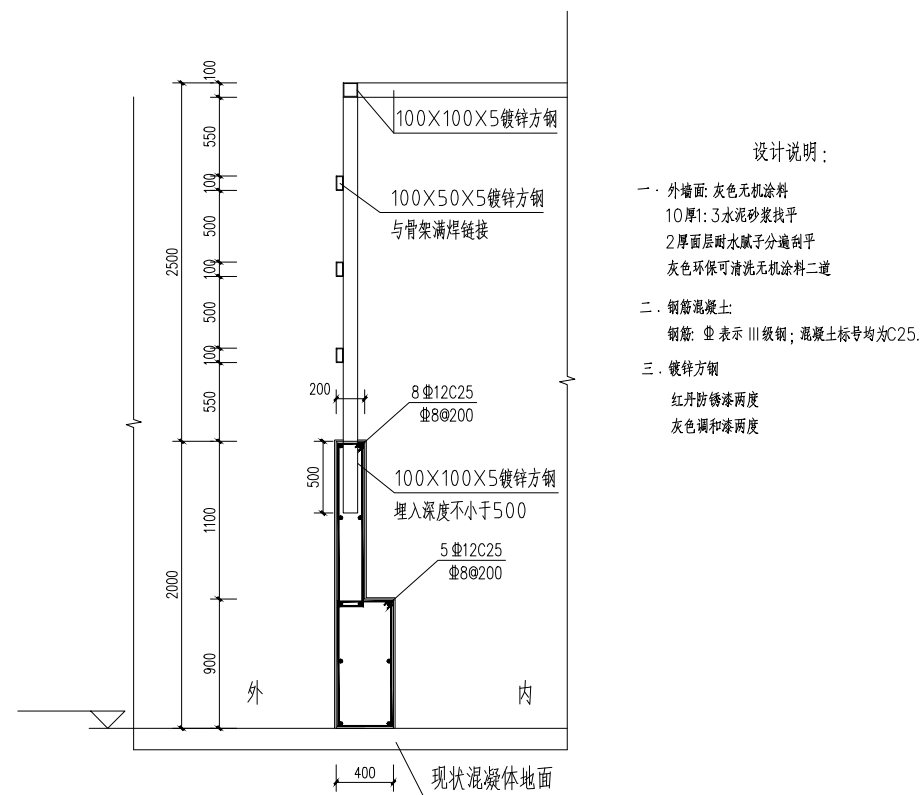 100
550
100
500
100
500
100
550
2500
1100
2000
900
200
500
400
100X100X5镀锌方钢
100X50X5镀锌方钢
与骨架满焊链接
8Φ12C25
Φ8@200
100X100X5镀锌方钢
埋入深度不小于500
5Φ12C25
Φ8@200
外
内
现状混凝体地面
设计说明:
一.外墙面:灰色无机涂料
10厚1:3水泥砂浆找平
2厚面层耐水腻子分遍刮平
灰色环保可清洗无机涂料二道
二.钢筋混凝土:
钢筋: Φ 表示 III级钢; 混凝土标号均为C25.
三.镀锌方钢
红丹防锈漆两度
灰色调和漆两度